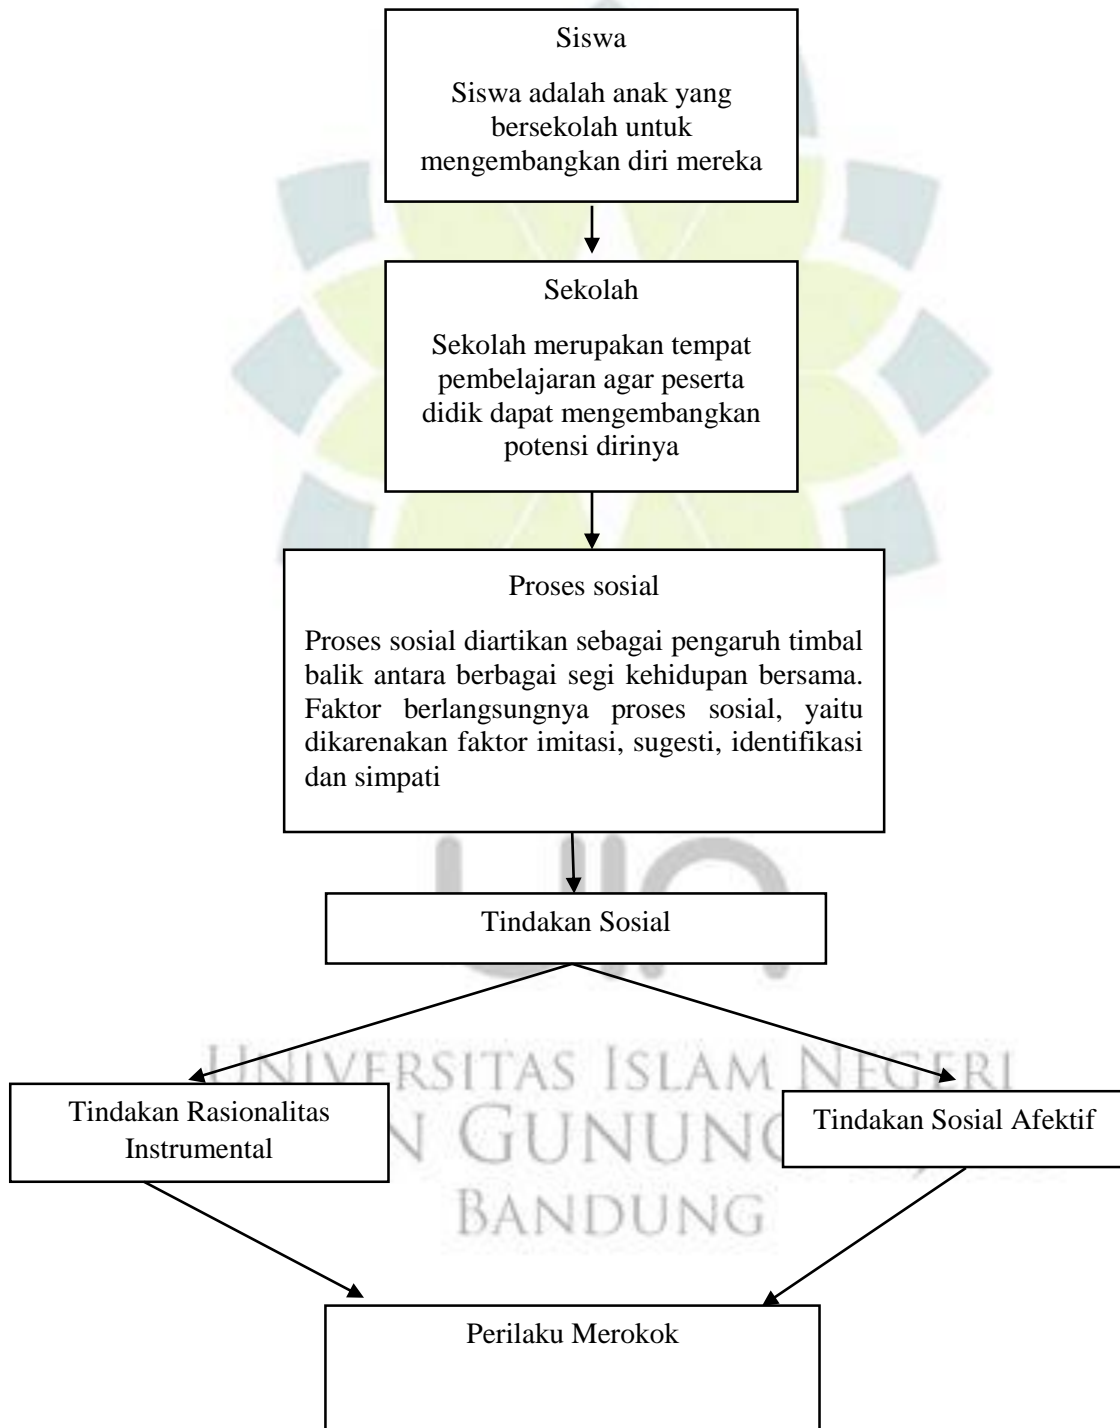 Siswa
Siswa adalah anak yang
bersekolah untuk
mengembangkan diri mereka
Sekolah
Sekolah merupakan tempat
pembelajaran agar peserta
didik dapat mengembangkan
potensi dirinya
Proses sosial
Proses sosial diartikan sebagai pengaruh timbal
balik antara berbagai segi kehidupan bersama.
Faktor berlangsungnya proses sosial, yaitu
dikarenakan faktor imitasi, sugesti, identifikasi
dan simpati
Tindakan Sosial
UNIVERSITAS ISLAM NEGERI
Tindakan Rasionalitas
Instrumental
GUNUNG
Tindakan Sosial Afektif
BANDUNG
Perilaku Merokok